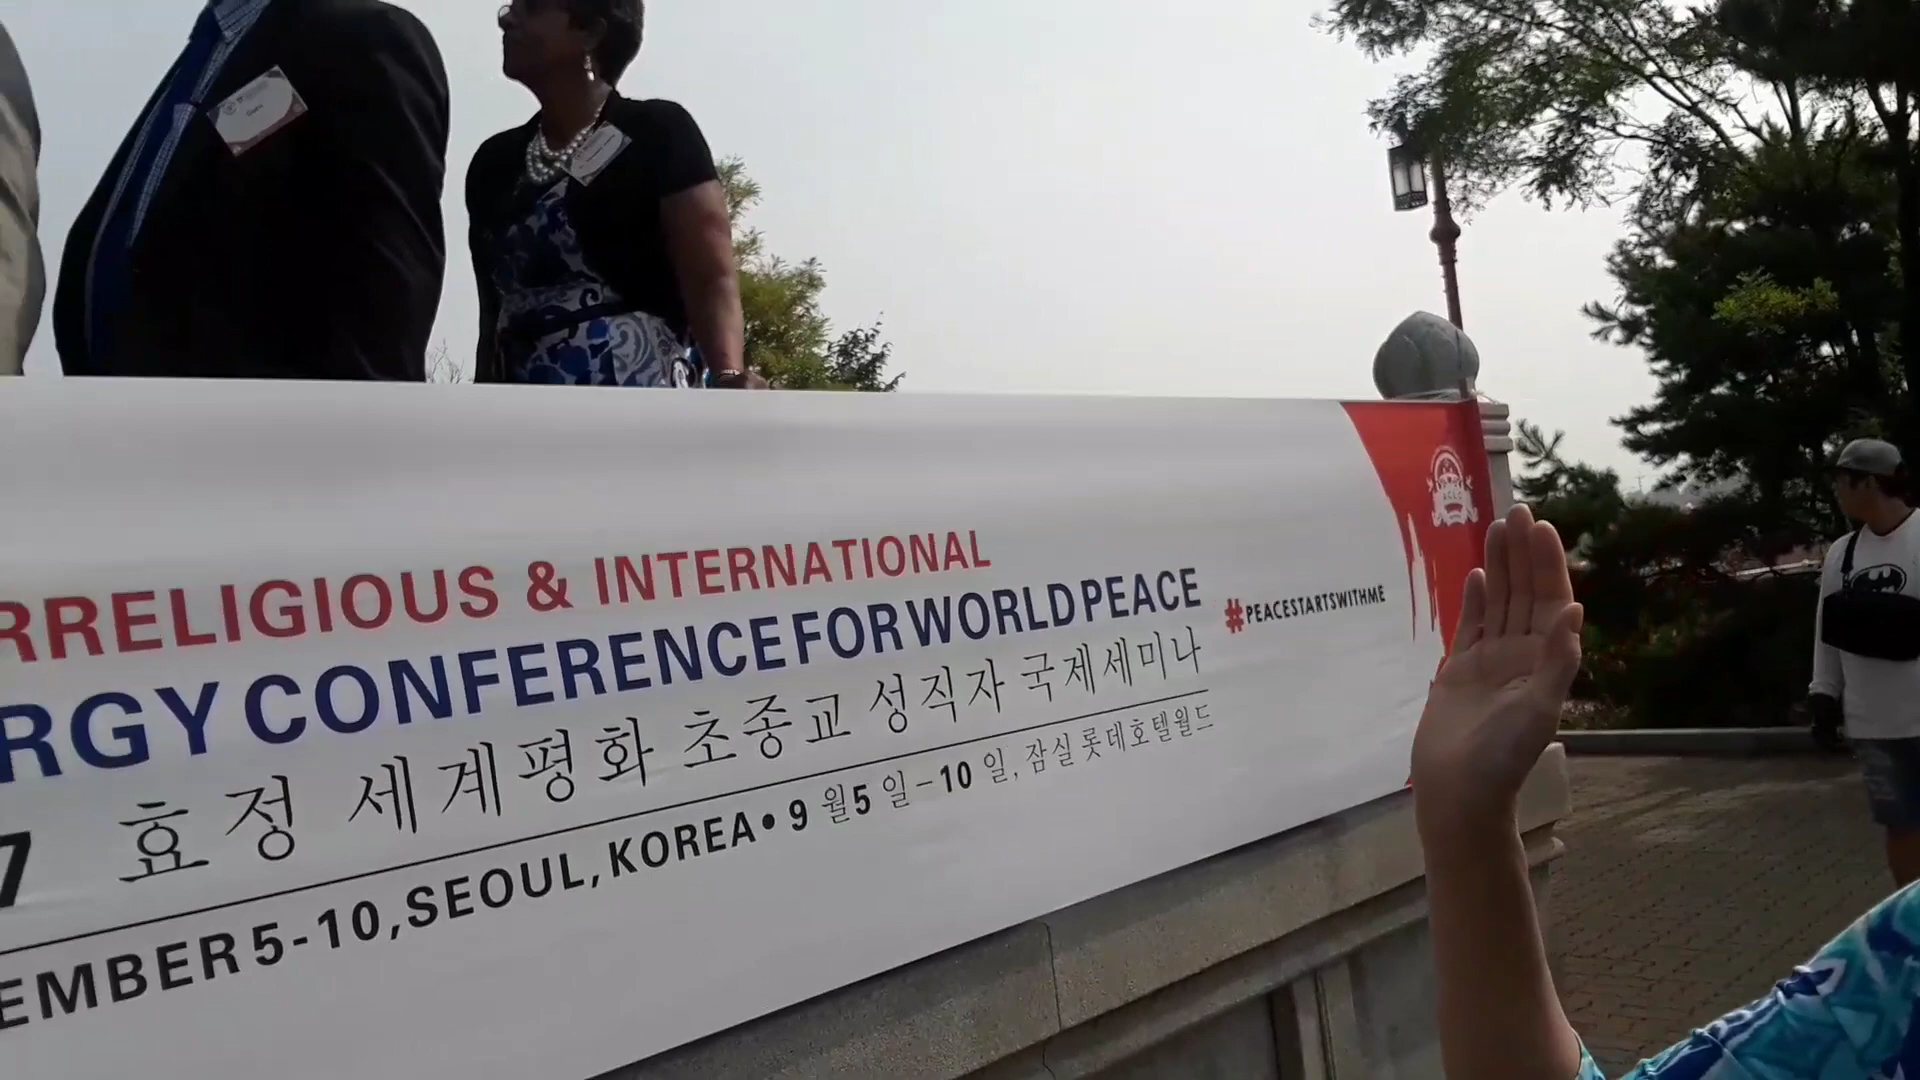 RRELIGIOUS & INTERNATIONAL
RGY CONFERENCE FOR WORLD PEACE
#PEACESTARTSWITHME
7 효정 세계평화 초종교 성직자 국제세미나
EMBER 5-10, SEOUL, KOREA • 9 월5 일-10 일, 잠실 롯데호텔월드
ACLC